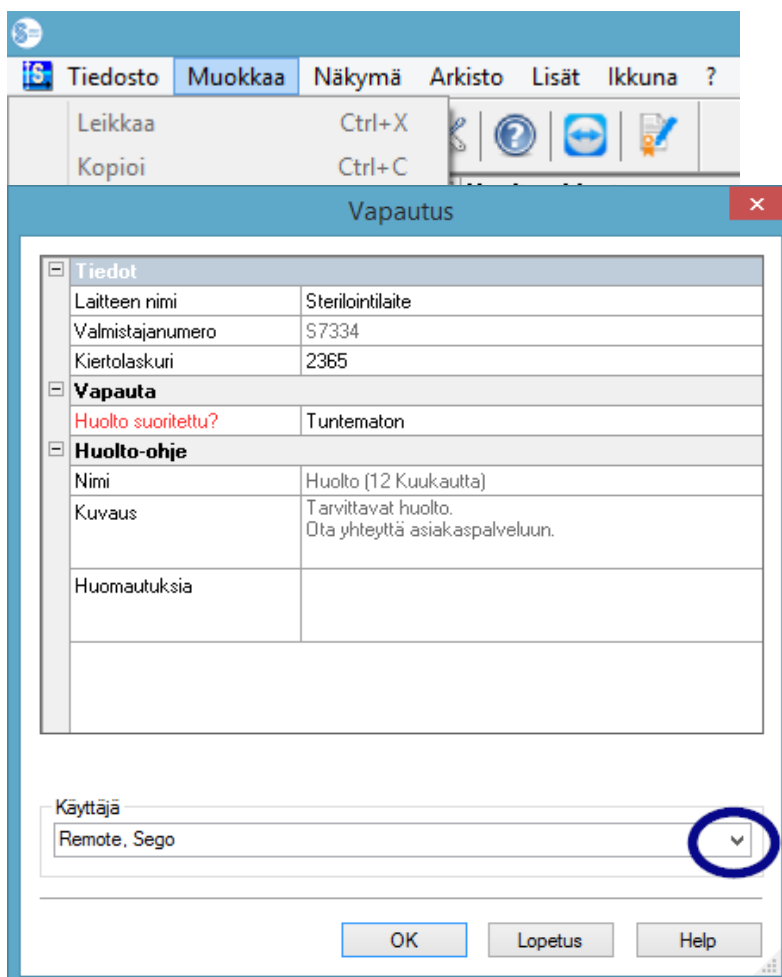 Tiedosto Muokkaa Näkymä Arkisto Lisät Ikkuna ?
Leikkaa Ctrl+X
Kopioi Ctrl+C
Vapautus
Tiedot
Laitteen nimi Sterilointilaite
Valmistajanumero S7334
Kiertolaskuri 2365
Vapauta
Huolto suoritettu? Tuntematon
Huolto-ohje
Nimi Huolto (12 Kuukautta)
Kuvaus Tarvittavat huolto.
Ota yhteyttä asiakaspalveluun.
Huomautuksia
Käyttäjä
Remote, Sego
OK Lopetus Help